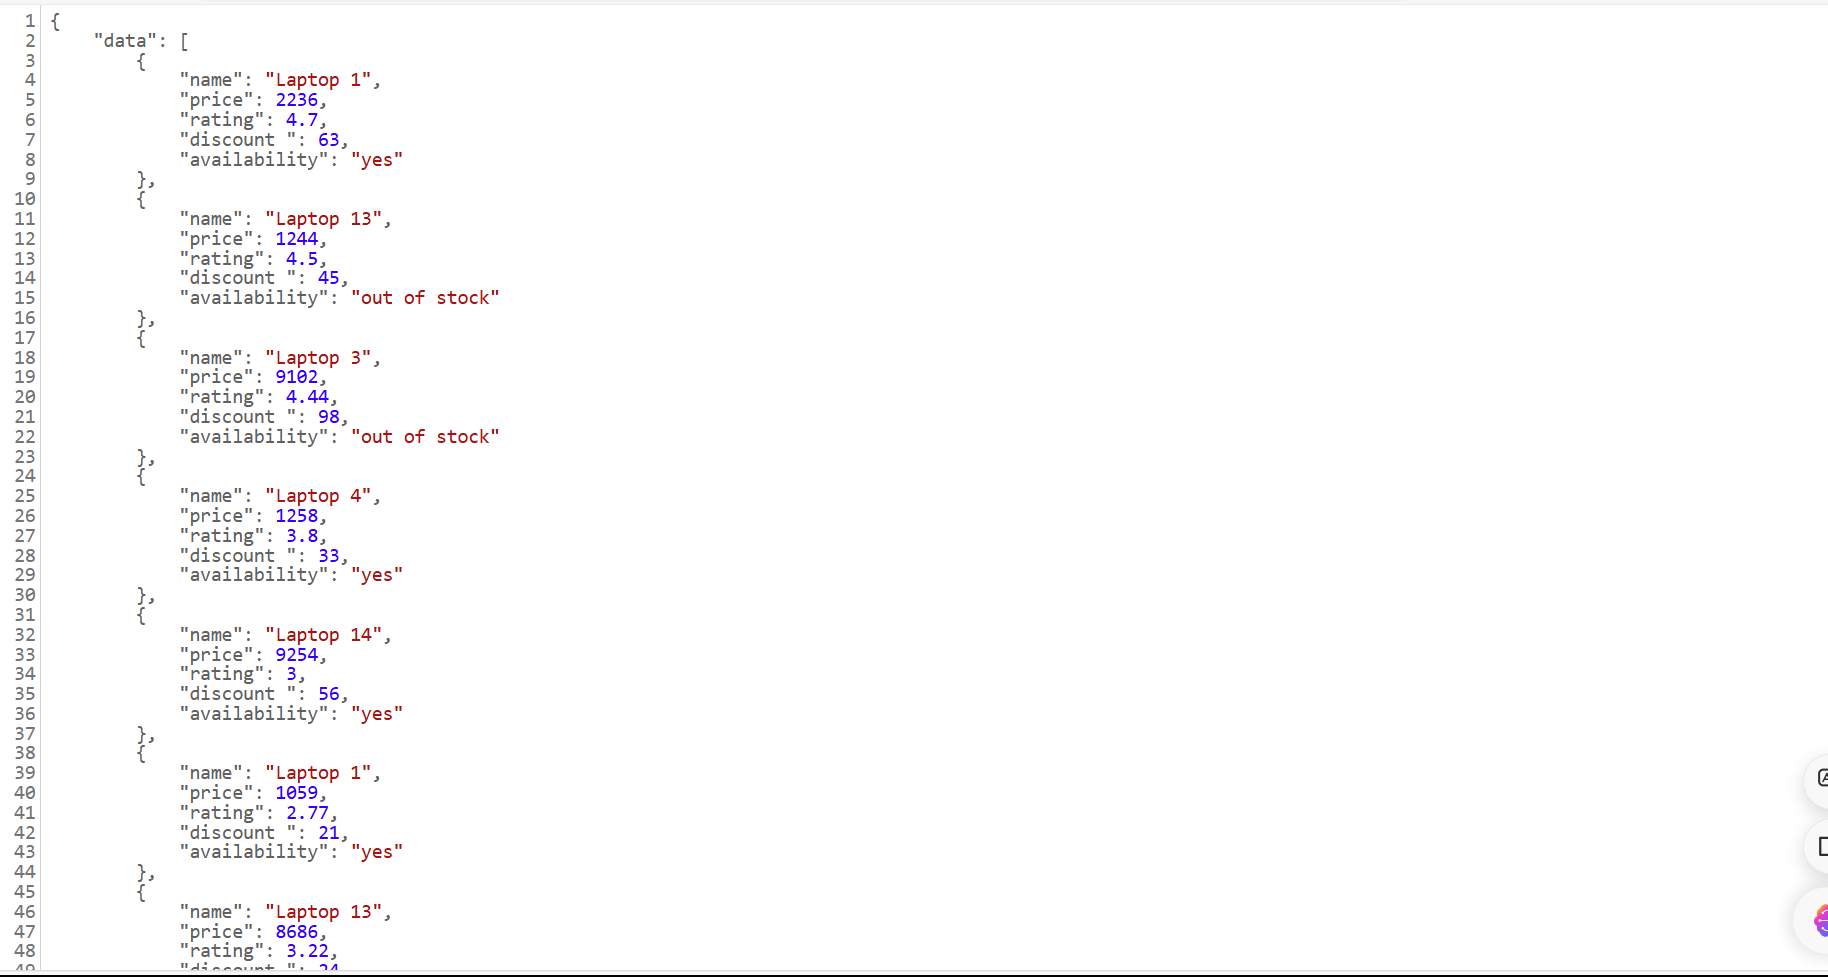 1 {
2     "data": [
3         {
4             "name": "Laptop 1",
5             "price": 2236,
6             "rating": 4.7,
7             "discount ": 63,
8             "availability": "yes"
9         },
10         {
11             "name": "Laptop 13",
12             "price": 1244,
13             "rating": 4.5,
14             "discount ": 45,
15             "availability": "out of stock"
16         },
17         {
18             "name": "Laptop 3",
19             "price": 9102,
20             "rating": 4.44,
21             "discount ": 98,
22             "availability": "out of stock"
23         },
24         {
25             "name": "Laptop 4",
26             "price": 1258,
27             "rating": 3.8,
28             "discount ": 33,
29             "availability": "yes"
30         },
31         {
32             "name": "Laptop 14",
33             "price": 9254,
34             "rating": 3,
35             "discount ": 56,
36             "availability": "yes"
37         },
38         {
39             "name": "Laptop 1",
40             "price": 1059,
41             "rating": 2.77,
42             "discount ": 21,
43             "availability": "yes"
44         },
45         {
46             "name": "Laptop 13",
47             "price": 8686,
48             "rating": 3.22,
49             "discount ": 24